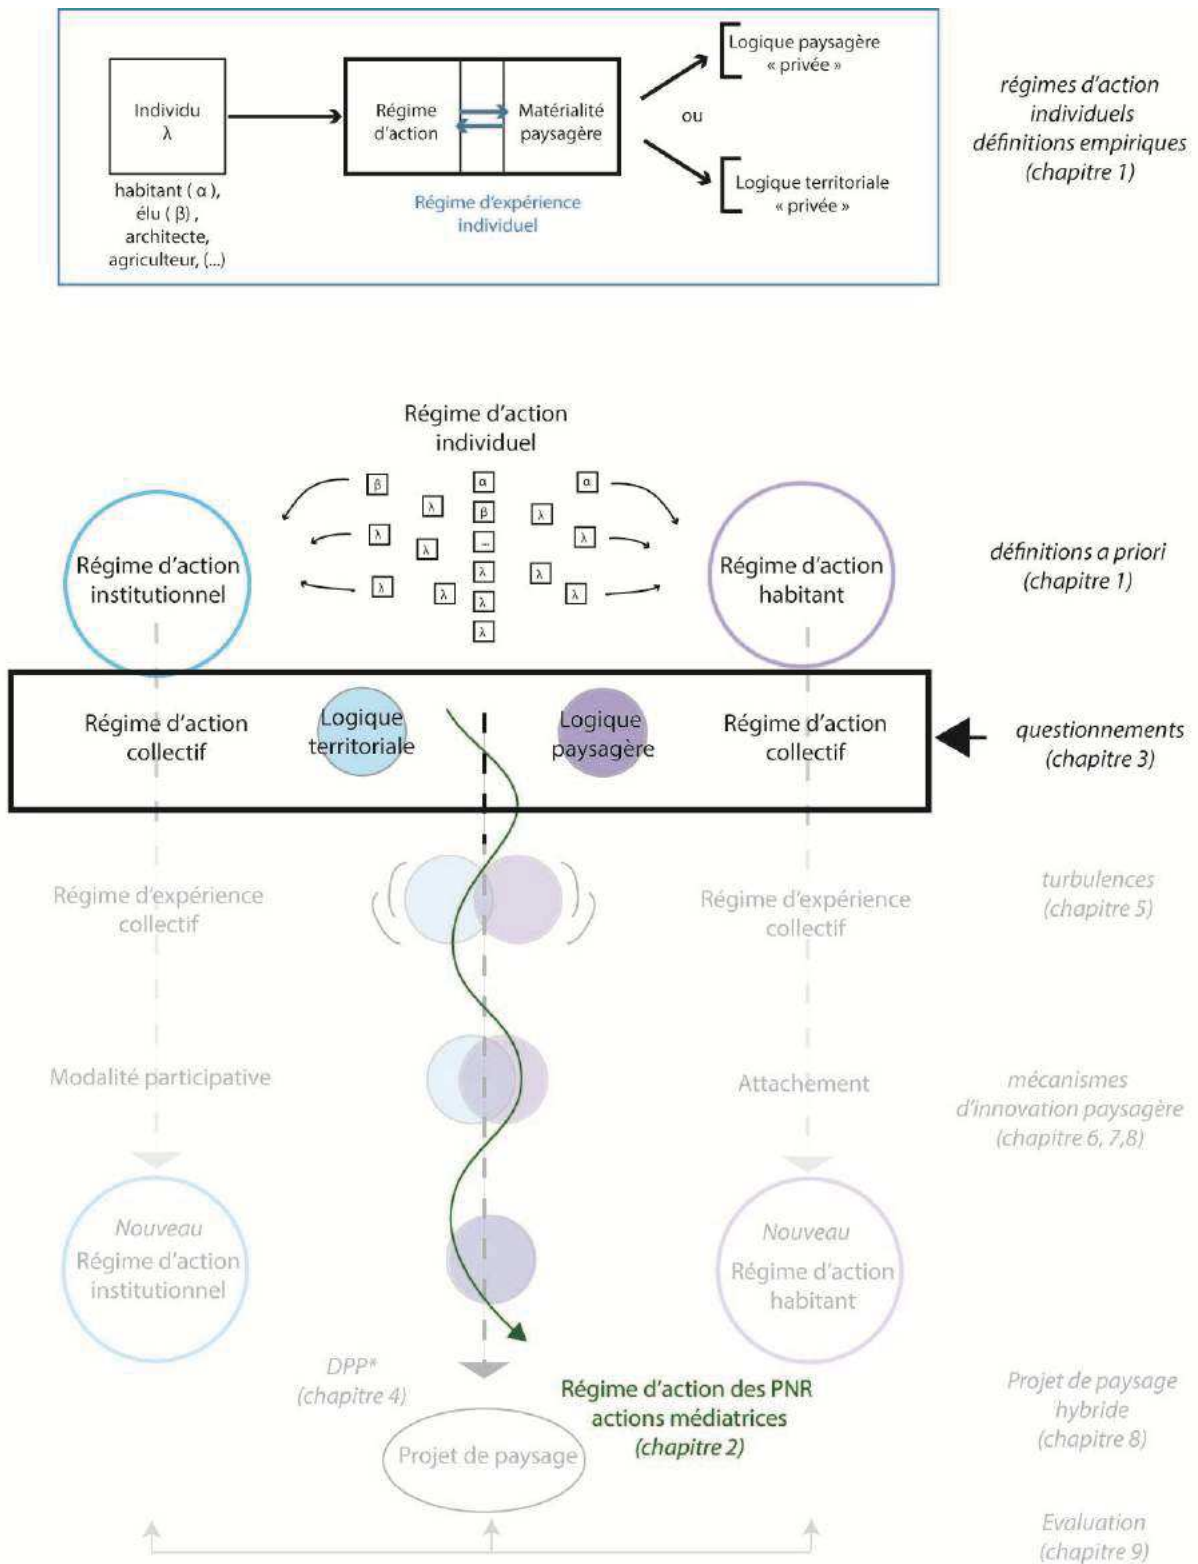 Individu
λ
habitant ( α ),
élu ( β) ,
architecte,
agriculteur, (...)
Régime
d'action
Matérialité
paysagère
Régime d'expérience
individuel
Logique paysagère
« privée »
ou
Logique territoriale
« privée »
régimes d'action
individuels
définitions empiriques
(chapitre 1)
Régime d'action
individuel
β
α
α
λ
β
λ
λ
λ
...
λ
λ
λ
λ
λ
λ
λ
λ
λ
Régime d'action
institutionnel
Régime d'action
habitant
définitions a priori
(chapitre 1)
Régime d'action
collectif
Logique
territoriale
Logique
paysagère
Régime d'action
collectif
questionnements
(chapitre 3)
Régime d'expérience
collectif
Régime d'expérience
collectif
turbulences
(chapitre 5)
Modalité participative
Attachement
mécanismes
d'innovation paysagère
(chapitre 6, 7,8)
Nouveau
Régime d'action
institutionnel
Nouveau
Régime d'action
habitant
DPP*
(chapitre 4)
Régime d'action des PNR
actions médiatrices
(chapitre 2)
Projet de paysage
hybride
(chapitre 8)
Projet de paysage
Evaluation
(chapitre 9)